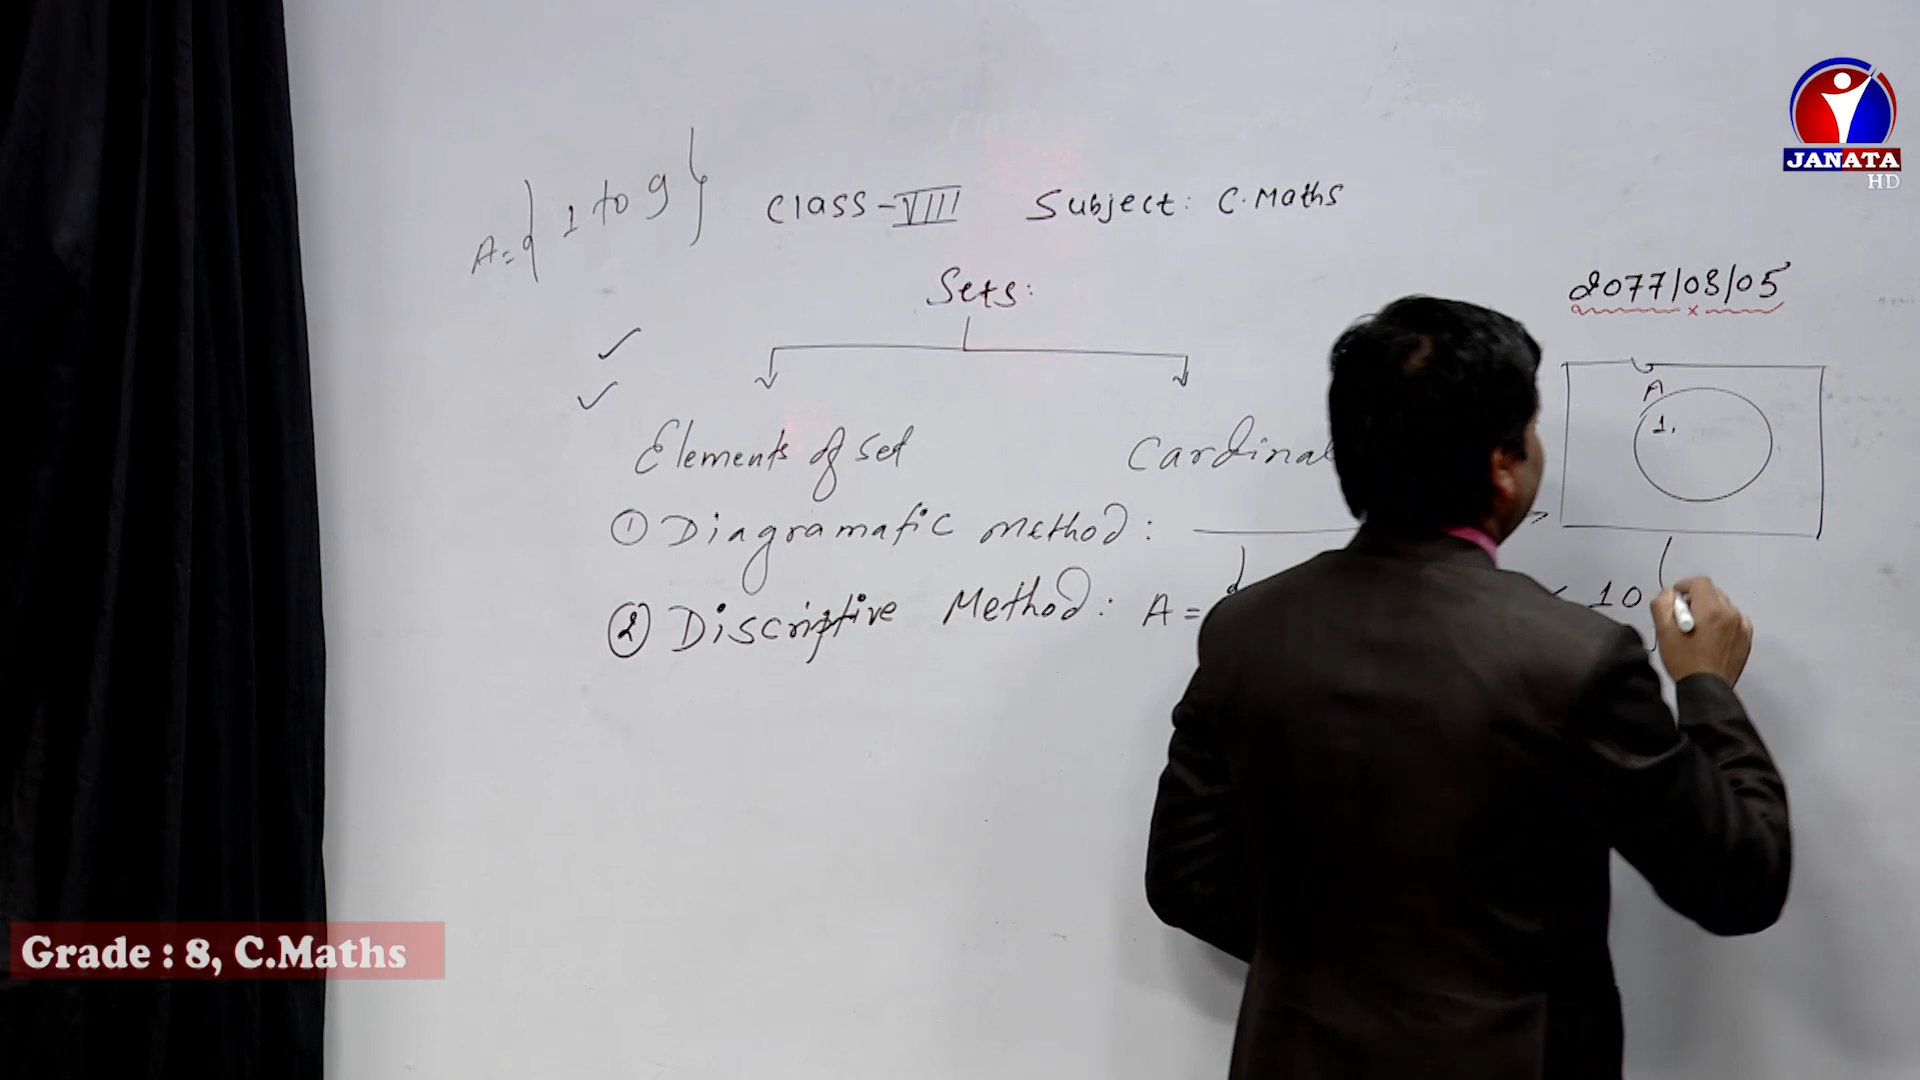 A={1 to 9}
Class-VIII Subject: C.Maths
Sets:
2077/08/05
Elements of set
Cardinal
① Diagramatic Method:
② Discriptive Method: A={
< 10
U
A
1,
JANATA
HD
Grade : 8, C.Maths